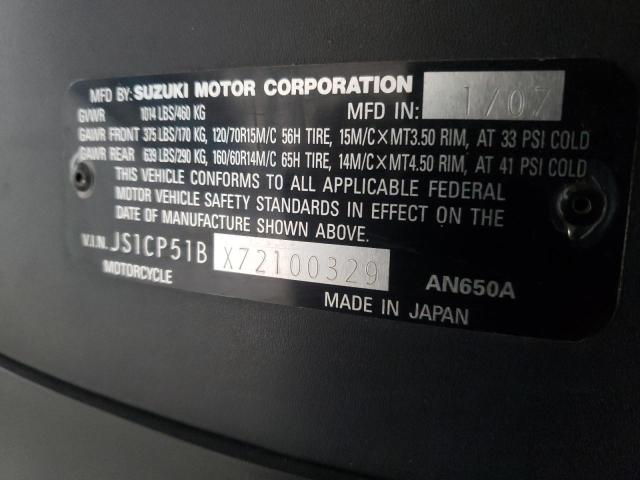 MFD BY: SUZUKI MOTOR CORPORATION
MFD IN: 1/07
GVWR 1014 LBS/460 KG
GAWR FRONT 375 LBS/170 KG, 120/70R15M/C 56H TIRE, 15M/C×MT3.50 RIM, AT 33 PSI COLD
GAWR REAR 639 LBS/290 KG, 160/60R14M/C 65H TIRE, 14M/C×MT4.50 RIM, AT 41 PSI COLD
THIS VEHICLE CONFORMS TO ALL APPLICABLE FEDERAL
MOTOR VEHICLE SAFETY STANDARDS IN EFFECT ON THE
DATE OF MANUFACTURE SHOWN ABOVE.
V.I.N. JS1CP51B X72100329
MOTORCYCLE AN650A
MADE IN JAPAN